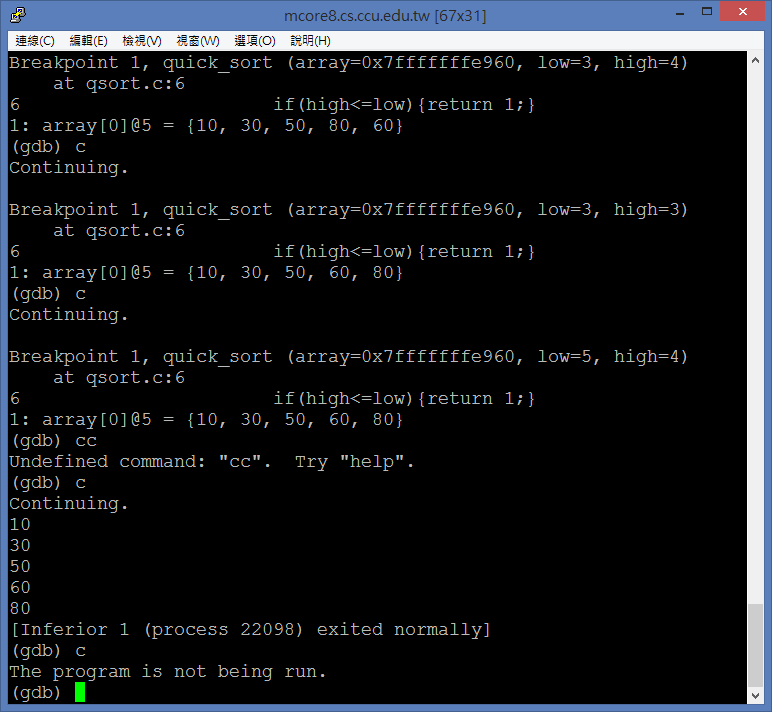 mcore8.cs.ccu.edu.tw [67x31]
連線(C) 編輯(E) 檢視(V) 視窗(W) 選項(O) 說明(H)
Breakpoint 1, quick_sort (array=0x7fffffffe960, low=3, high=4)
    at qsort.c:6
6               if(high<=low){return 1;}
1: array[0]@5 = {10, 30, 50, 80, 60}
(gdb) c
Continuing.

Breakpoint 1, quick_sort (array=0x7fffffffe960, low=3, high=3)
    at qsort.c:6
6               if(high<=low){return 1;}
1: array[0]@5 = {10, 30, 50, 60, 80}
(gdb) c
Continuing.

Breakpoint 1, quick_sort (array=0x7fffffffe960, low=5, high=4)
    at qsort.c:6
6               if(high<=low){return 1;}
1: array[0]@5 = {10, 30, 50, 60, 80}
(gdb) cc
Undefined command: "cc".  Try "help".
(gdb) c
Continuing.
10
30
50
60
80
[Inferior 1 (process 22098) exited normally]
(gdb) c
The program is not being run.
(gdb)